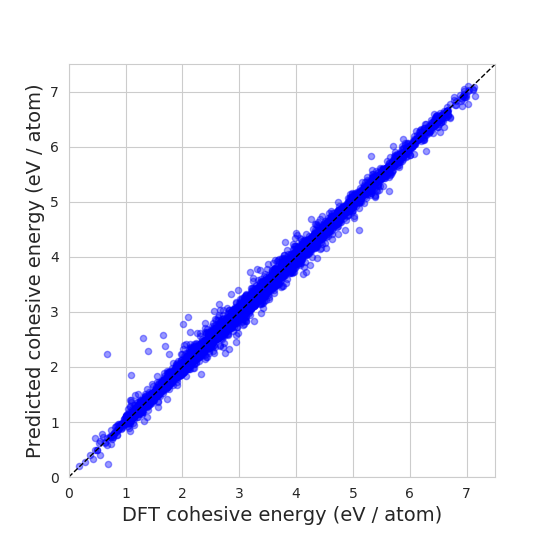 Predicted cohesive energy (eV / atom)
7
6
5
4
3
2
1
0
0 1 2 3 4 5 6 7
DFT cohesive energy (eV / atom)